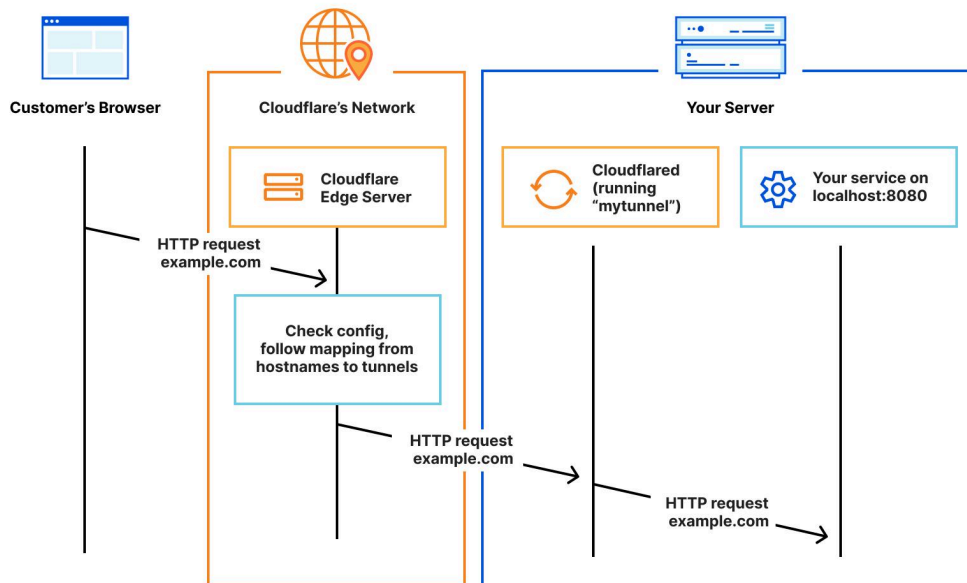 Customer's Browser
Cloudflare's Network
Your Server
Cloudflare
Edge Server
Cloudflared
(running
“mytunnel”)
Your service on
localhost:8080
HTTP request
example.com
Check config,
follow mapping from
hostnames to tunnels
HTTP request
example.com
HTTP request
example.com